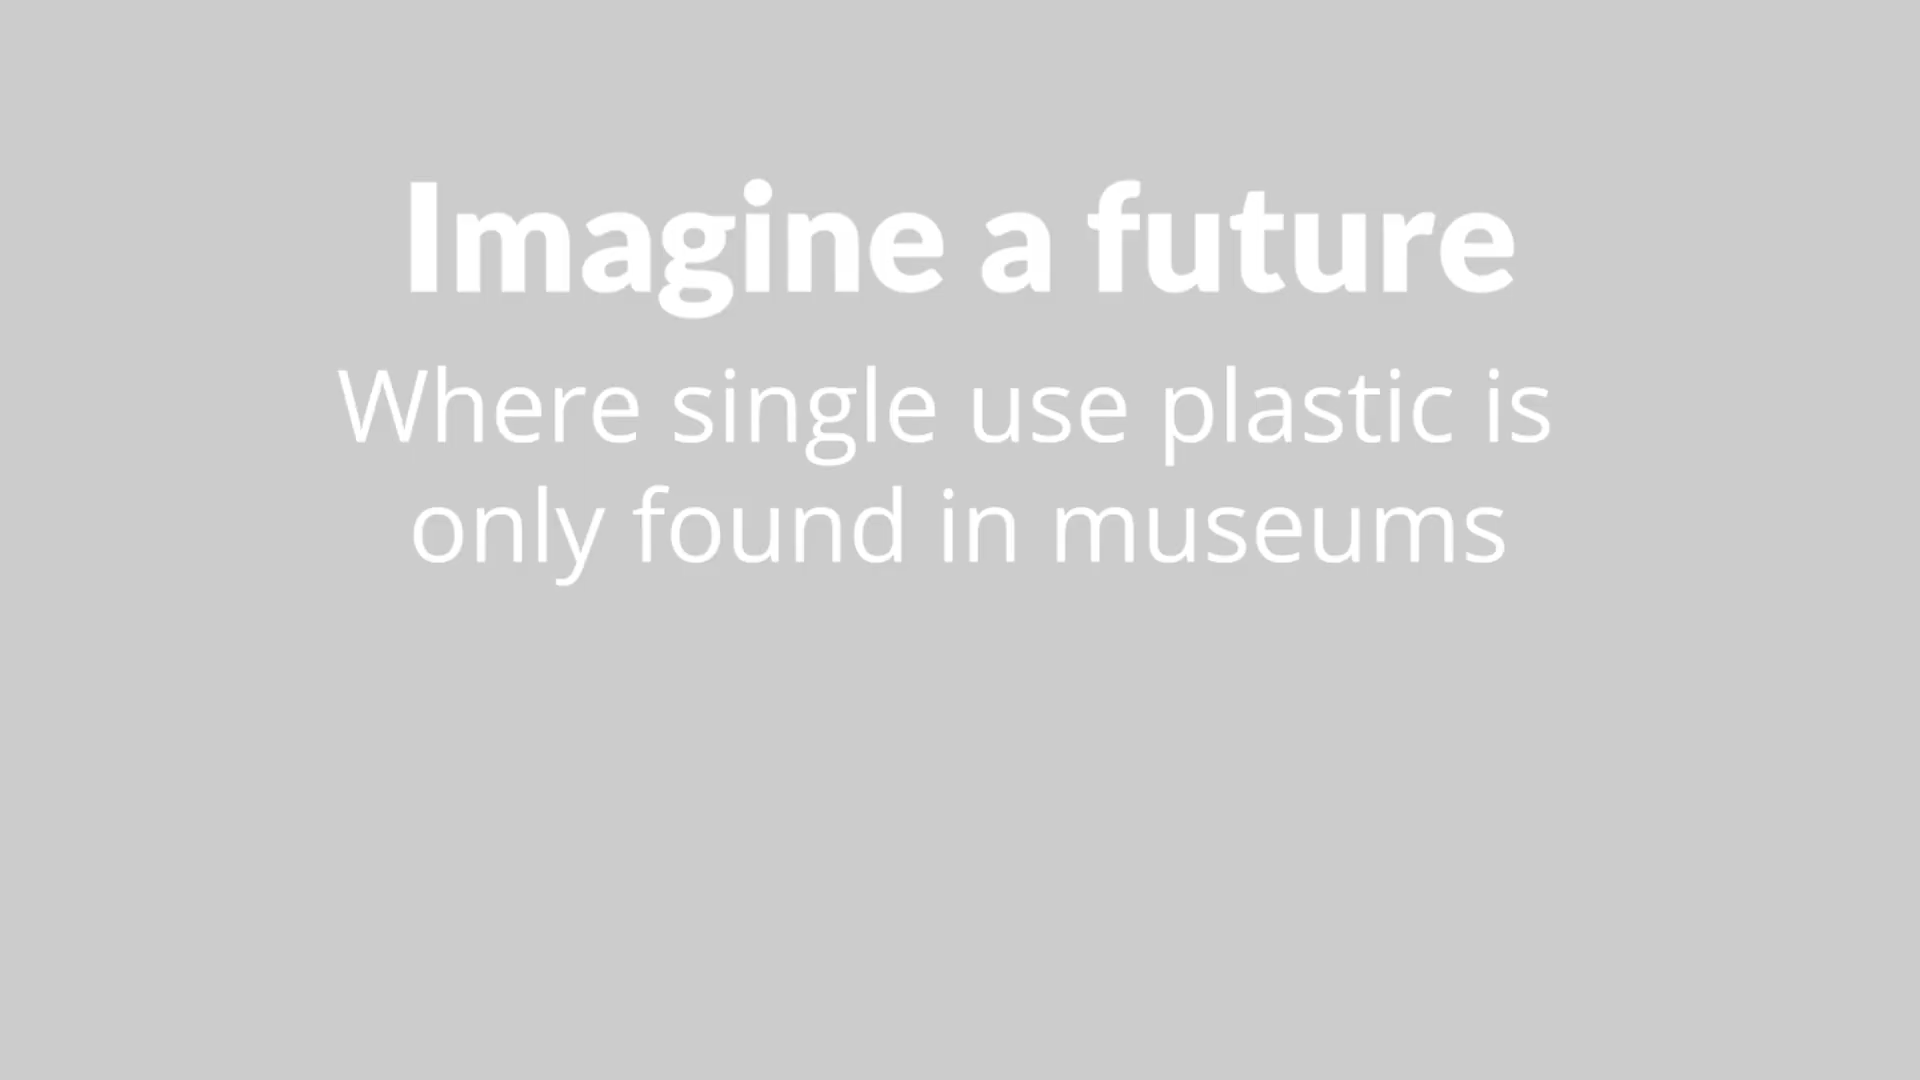 Imagine a future
Where single use plastic is
only found in museums